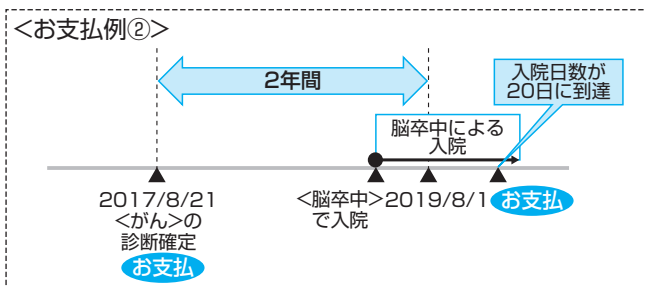 <お支払例②>
2年間
入院日数が
20日に到達
脳卒中による
入院
2017/8/21
<がん>の
診断確定
お支払
<脳卒中>
で入院
2019/8/1
お支払